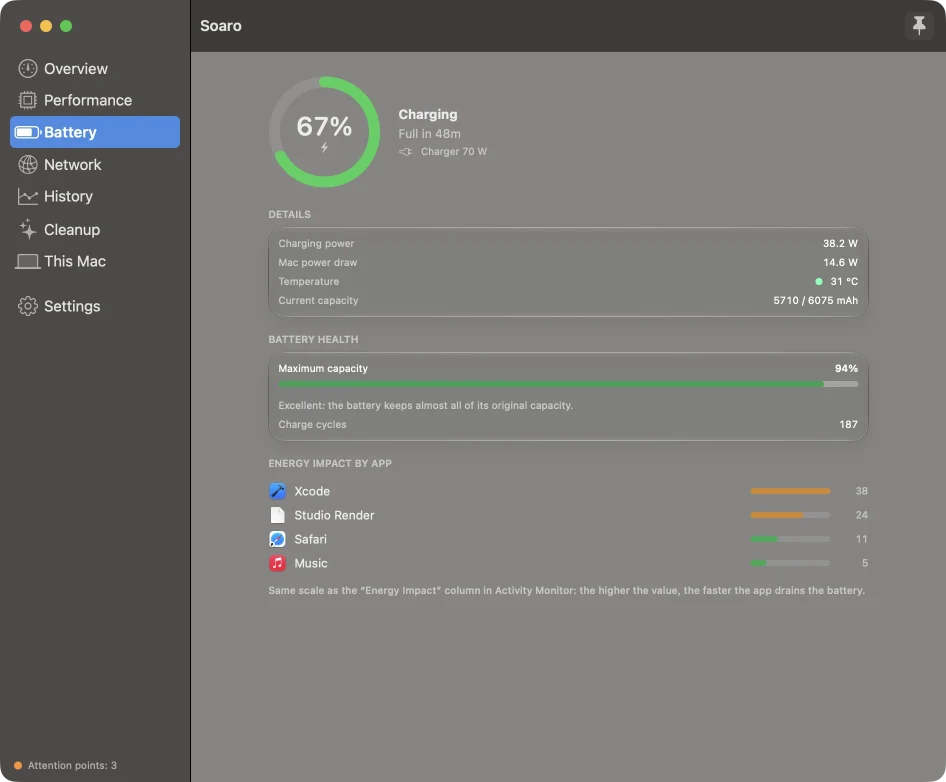 Soaro
Overview
Performance
Battery
Network
History
Cleanup
This Mac
Settings
Attention points: 3
67%
Charging
Full in 48m
Charger 70 W
DETAILS
Charging power 38.2 W
Mac power draw 14.6 W
Temperature 31 °C
Current capacity 5710 / 6075 mAh
BATTERY HEALTH
Maximum capacity 94%
Excellent: the battery keeps almost all of its original capacity.
Charge cycles 187
ENERGY IMPACT BY APP
Xcode 38
Studio Render 24
Safari 11
Music 5
Same scale as the "Energy Impact" column in Activity Monitor: the higher the value, the faster the app drains the battery.